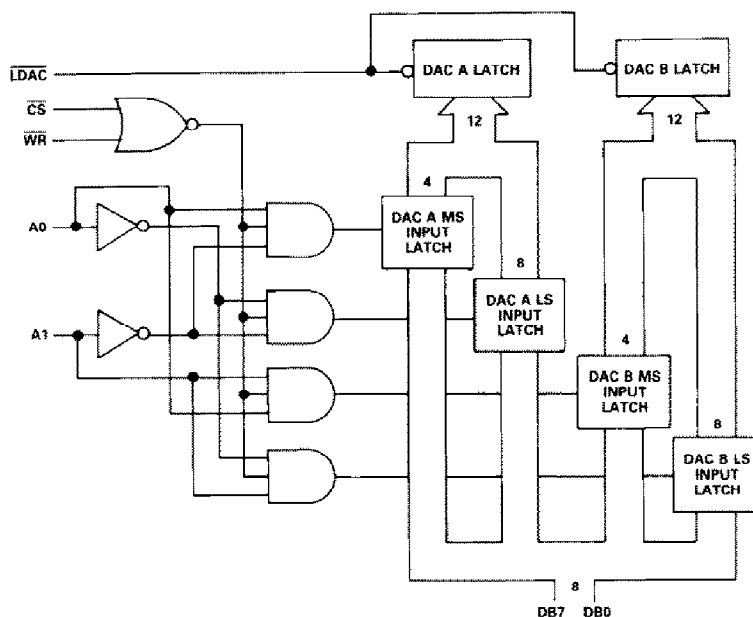 DAC A LATCH
DAC B LATCH
LDAC
CS
WR
12
12
4
A0
DAC A MS
INPUT
LATCH
8
DAC A LS
INPUT
LATCH
A1
4
DAC B MS
INPUT
LATCH
8
DAC B LS
INPUT
LATCH
8
DB7 DB0